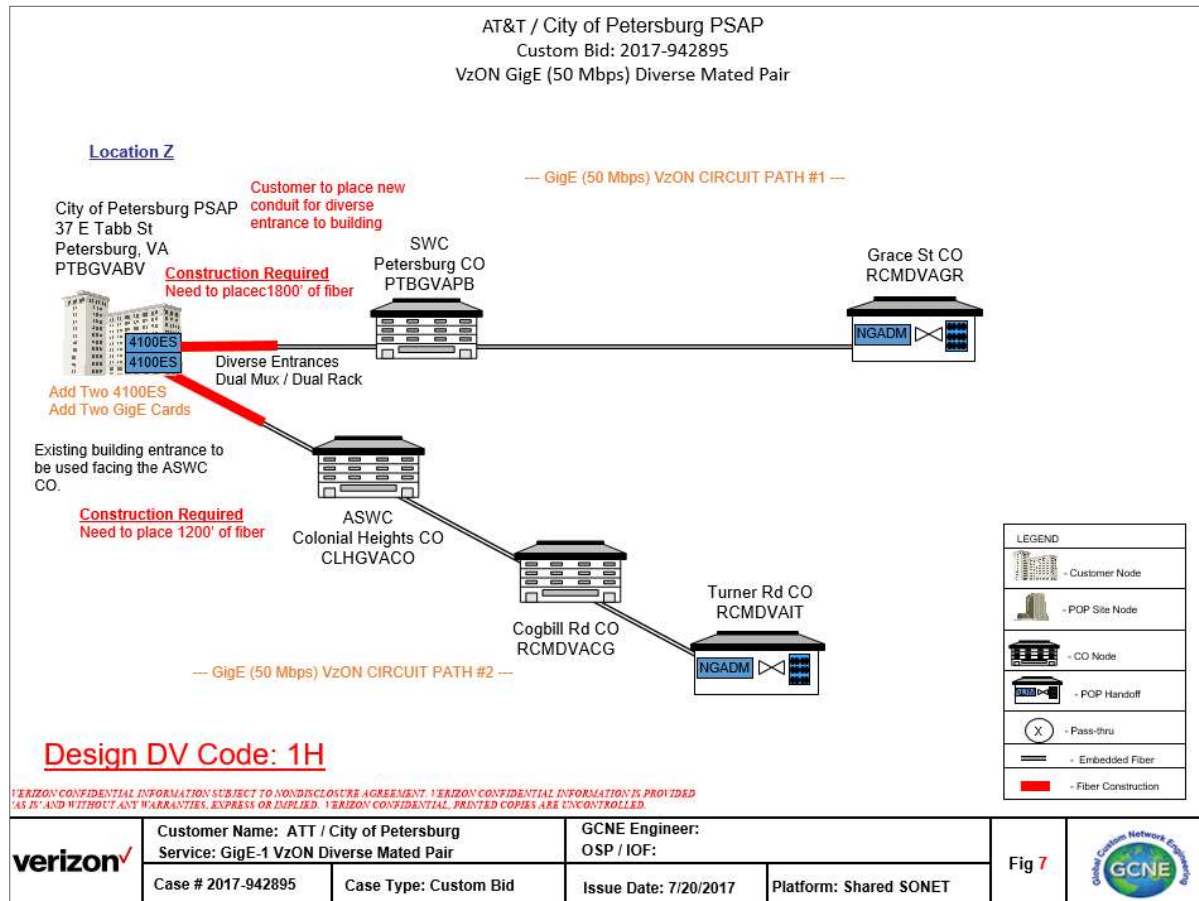 AT&T / City of Petersburg PSAP
Custom Bid: 2017-942895
VzON GigE (50 Mbps) Diverse Mated Pair
Location Z
--- GigE (50 Mbps) VzON CIRCUIT PATH #1 ---
Customer to place new
conduit for diverse
entrance to building
City of Petersburg PSAP
37 E Tabb St
Petersburg, VA
PTBGVABV
Construction Required
Need to placec1800' of fiber
SWC
Petersburg CO
PTBGVAPB
Grace St CO
RCMDVAGR
NGADM
4100ES
4100ES
Diverse Entrances
Dual Mux / Dual Rack
Add Two 4100ES
Add Two GigE Cards
Existing building entrance to
be used facing the ASWC
CO.
Construction Required
Need to place 1200' of fiber
ASWC
Colonial Heights CO
CLHGVACO
Cogbill Rd CO
RCMDVACG
Turner Rd CO
RCMDVAIT
NGADM
--- GigE (50 Mbps) VzON CIRCUIT PATH #2 ---
LEGEND
- Customer Node
- POP Site Node
- CO Node
- POP Handoff
X - Pass-thru
- Embedded Fiber
- Fiber Construction
Design DV Code: 1H
VERIZON CONFIDENTIAL INFORMATION SUBJECT TO NONDISCLOSURE AGREEMENT. VERIZON CONFIDENTIAL INFORMATION IS PROVIDED
'AS IS' AND WITHOUT ANY WARRANTIES, EXPRESS OR IMPLIED. VERIZON CONFIDENTIAL, PRINTED COPIES ARE UNCONTROLLED.
verizon
Customer Name: ATT / City of Petersburg
Service: GigE-1 VzON Diverse Mated Pair
GCNE Engineer:
OSP / IOF:
Case # 2017-942895
Case Type: Custom Bid
Issue Date: 7/20/2017
Platform: Shared SONET
Fig 7
Global Custom Network Engineering
GCNE